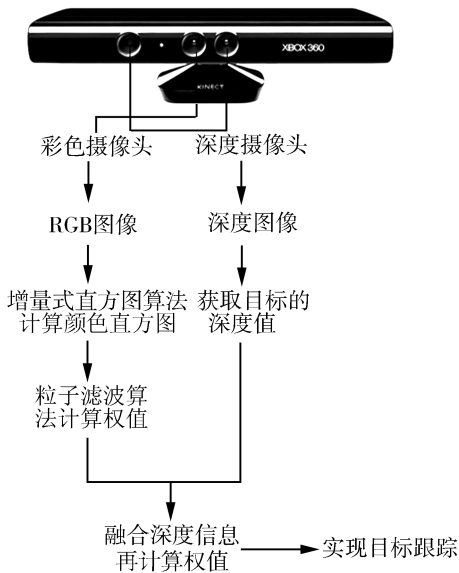 XBOX 360
KINECT
彩色摄像头
深度摄像头
RGB图像
深度图像
增量式直方图算法
计算颜色直方图
获取目标的
深度值
粒子滤波算
法计算权值
融合深度信息
再计算权值
实现目标跟踪